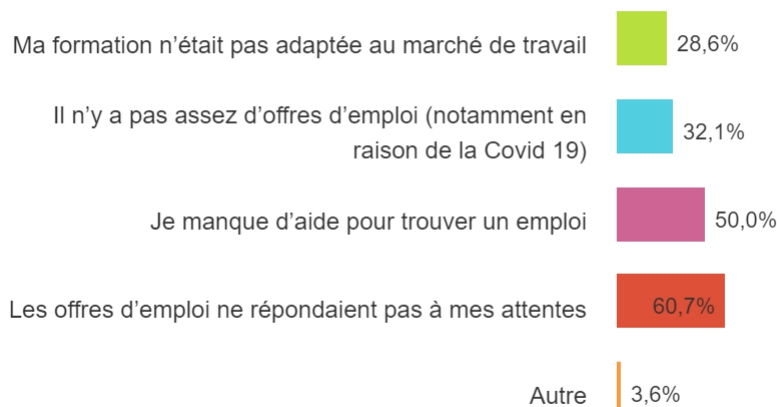 Ma formation n’était pas adaptée au marché de travail 28,6%
Il n’y a pas assez d’offres d’emploi (notamment en
raison de la Covid 19) 32,1%
Je manque d’aide pour trouver un emploi 50,0%
Les offres d’emploi ne répondaient pas à mes attentes 60,7%
Autre 3,6%